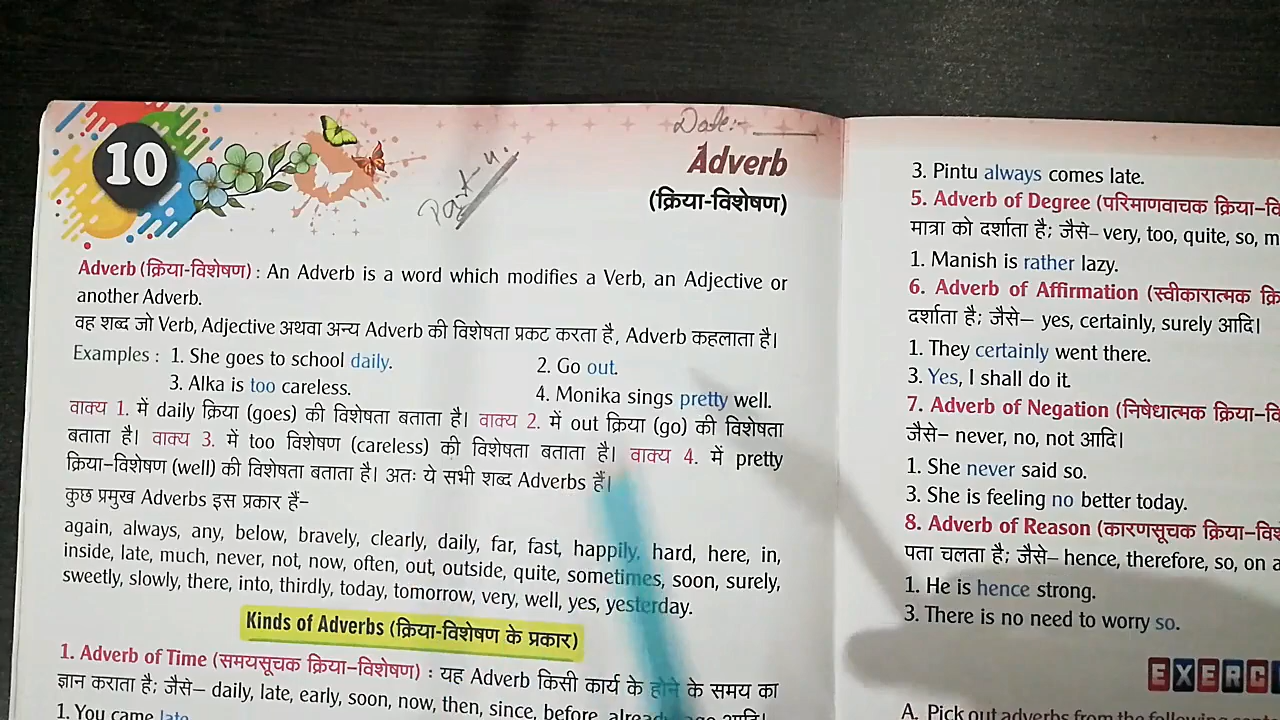 10
Date:-
Part-4.
Adverb
(क्रिया-विशेषण)
Adverb (क्रिया-विशेषण) : An Adverb is a word which modifies a Verb, an Adjective or
another Adverb.
वह शब्द जो Verb, Adjective अथवा अन्य Adverb की विशेषता प्रकट करता है, Adverb कहलाता है।
Examples : 1. She goes to school daily. 2. Go out.
3. Alka is too careless. 4. Monika sings pretty well.
वाक्य 1. में daily क्रिया (goes) की विशेषता बताता है। वाक्य 2. में out क्रिया (go) की विशेषता
बताता है। वाक्य 3. में too विशेषण (careless) की विशेषता बताता है। वाक्य 4. में pretty
क्रिया-विशेषण (well) की विशेषता बताता है। अतः ये सभी शब्द Adverbs हैं।
कुछ प्रमुख Adverbs इस प्रकार हैं–
again, always, any, below, bravely, clearly, daily, far, fast, happily, hard, here, in,
inside, late, much, never, not, now, often, out, outside, quite, sometimes, soon, surely,
sweetly, slowly, there, into, thirdly, today, tomorrow, very, well, yes, yesterday.
Kinds of Adverbs (क्रिया-विशेषण के प्रकार)
1. Adverb of Time (समयसूचक क्रिया-विशेषण) : यह Adverb किसी कार्य के होने के समय का
ज्ञान कराता है; जैसे– daily, late, early, soon, now, then, since, before, already, ago आदि।
1. You came late
3. Pintu always comes late.
5. Adverb of Degree (परिमाणवाचक क्रिया-वि
मात्रा को दर्शाता है; जैसे– very, too, quite, so, m
1. Manish is rather lazy.
6. Adverb of Affirmation (स्वीकारात्मक क्रि
दर्शाता है; जैसे– yes, certainly, surely आदि।
1. They certainly went there.
3. Yes, I shall do it.
7. Adverb of Negation (निषेधात्मक क्रिया-वि
जैसे– never, no, not आदि।
1. She never said so.
3. She is feeling no better today.
8. Adverb of Reason (कारणसूचक क्रिया-विश
पता चलता है; जैसे– hence, therefore, so, on a
1. He is hence strong.
3. There is no need to worry so.
EXERC
A. Pick out adverbs from the following